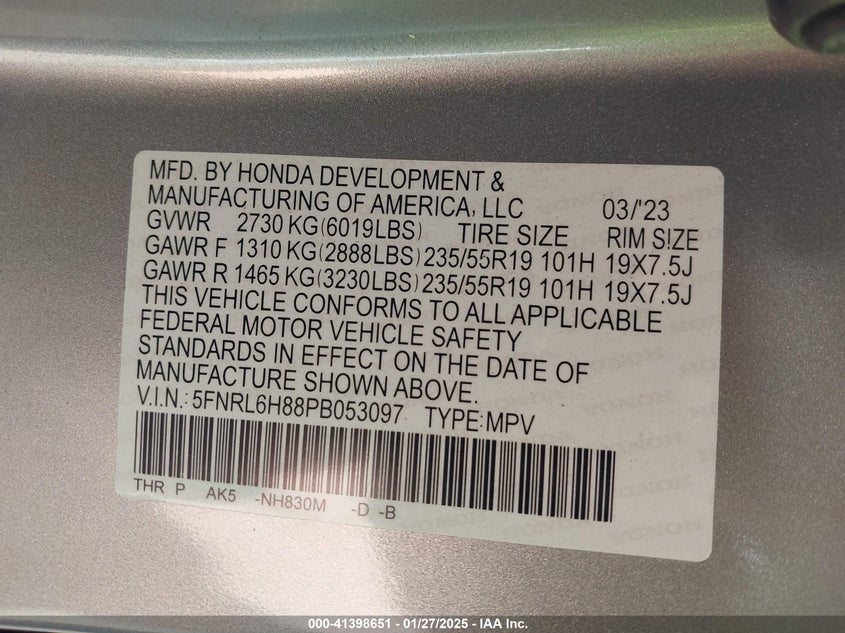 MFD. BY HONDA DEVELOPMENT &
MANUFACTURING OF AMERICA, LLC 03/'23
GVWR 2730 KG(6019LBS) TIRE SIZE RIM SIZE
GAWR F 1310 KG(2888LBS) 235/55R19 101H 19X7.5J
GAWR R 1465 KG(3230LBS) 235/55R19 101H 19X7.5J
THIS VEHICLE CONFORMS TO ALL APPLICABLE
FEDERAL MOTOR VEHICLE SAFETY
STANDARDS IN EFFECT ON THE DATE OF
MANUFACTURE SHOWN ABOVE.
V.I.N.: 5FNRL6H88PB053097 TYPE:MPV
THR P AK5 -NH830M -D -B
000-41398651 - 01/27/2025 - IAA Inc.